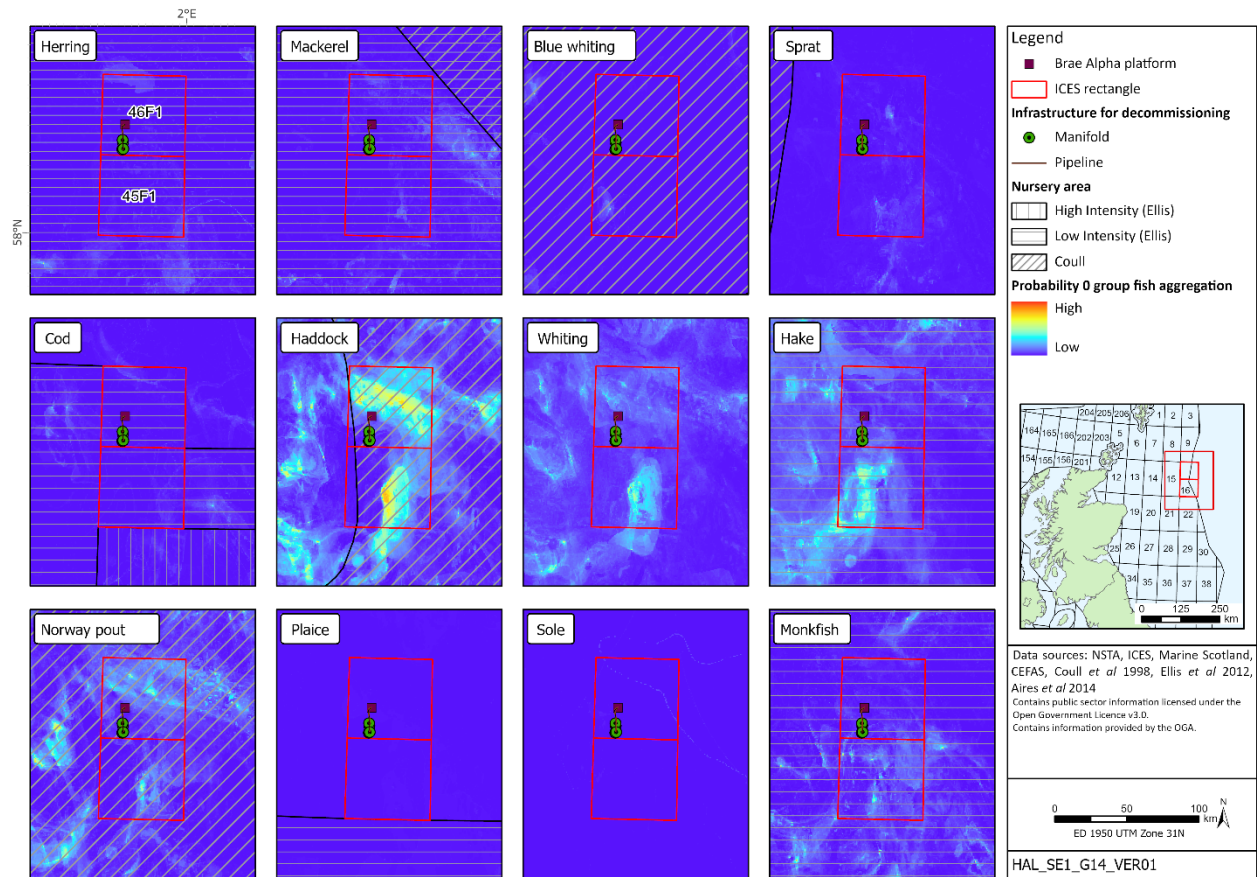 2°E
58°N
Herring
46F1
45F1
Mackerel
Blue whiting
Sprat
Cod
Haddock
Whiting
Hake
Norway pout
Plaice
Sole
Monkfish
Legend
Brae Alpha platform
ICES rectangle
Infrastructure for decommissioning
Manifold
Pipeline
Nursery area
High Intensity (Ellis)
Low Intensity (Ellis)
Coull
Probability 0 group fish aggregation
High
Low
204 205 206 1 2 3
164 165 166 202 203 5 6 7 8 9
154 155 156 201 12 13 14 15
16
19 20 21 22
25 26 27 28 29 30
34 35 36 37 38
0 125 250
km
Data sources: NSTA, ICES, Marine Scotland,
CEFAS, Coull et al 1998, Ellis et al 2012,
Aires et al 2014
Contains public sector information licensed under the
Open Government Licence v3.0.
Contains information provided by the OGA.
0 50 100
km
N
ED 1950 UTM Zone 31N
HAL_SE1_G14_VER01